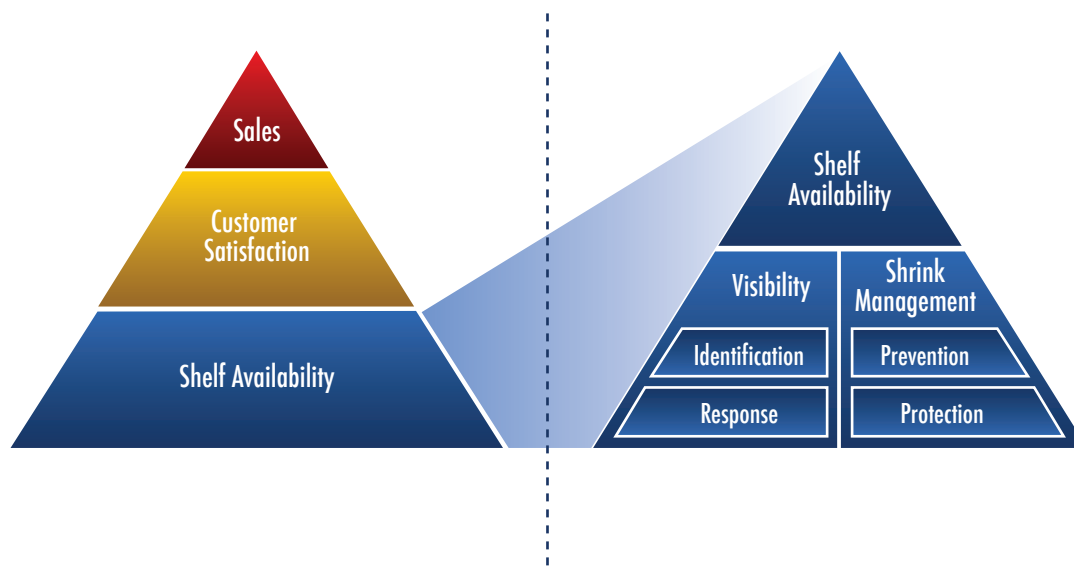 Sales
Customer
Satisfaction
Shelf Availability
Shelf
Availability
Visibility
Identification
Response
Shrink
Management
Prevention
Protection